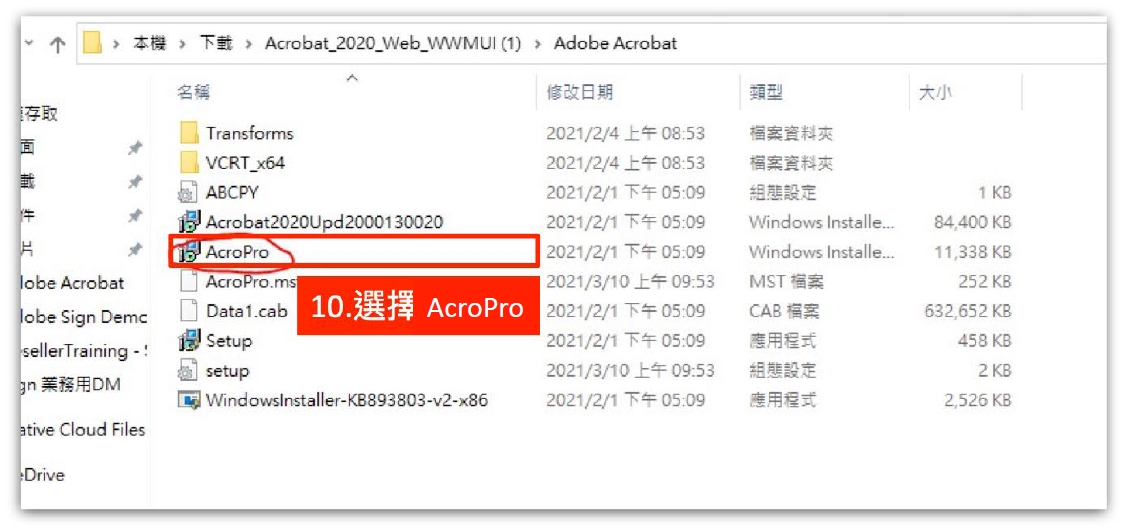 本機 › 下載 › Acrobat_2020_Web_WWMUI (1) › Adobe Acrobat
名稱 修改日期 類型 大小
存取
面
載
件
片
lobe Acrobat
lobe Sign Demo
esellerTraining - S
gn 業務用DM
ative Cloud Files
eDrive
Transforms 2021/2/4 上午 08:53 檔案資料夾
VCRT_x64 2021/2/4 上午 08:53 檔案資料夾
ABCPY 2021/2/1 下午 05:09 組態設定 1 KB
Acrobat2020Upd2000130020 2021/2/1 下午 05:09 Windows Installe... 84,400 KB
AcroPro 2021/2/1 下午 05:09 Windows Installe... 11,338 KB
AcroPro.ms 2021/3/10 上午 09:53 MST 檔案 252 KB
Data1.cab 2021/2/1 下午 05:09 CAB 檔案 632,652 KB
Setup 2021/2/1 下午 05:09 應用程式 458 KB
setup 2021/3/10 上午 09:53 組態設定 2 KB
WindowsInstaller-KB893803-v2-x86 2021/2/1 下午 05:09 應用程式 2,526 KB
10.選擇 AcroPro